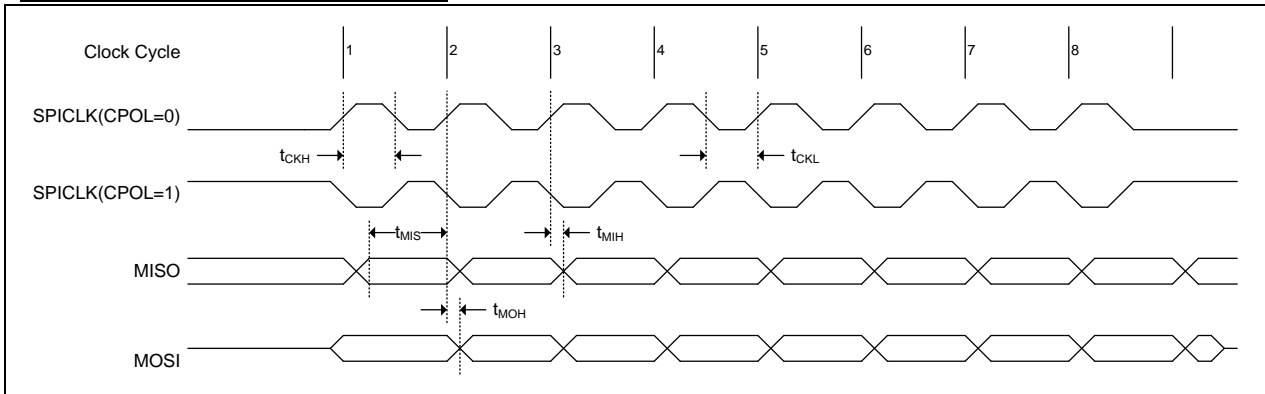 Clock Cycle 1 2 3 4 5 6 7 8
SPICLK(CPOL=0)
tCKH tCKL
SPICLK(CPOL=1)
tMIS tMIH
MISO
tMOH
MOSI